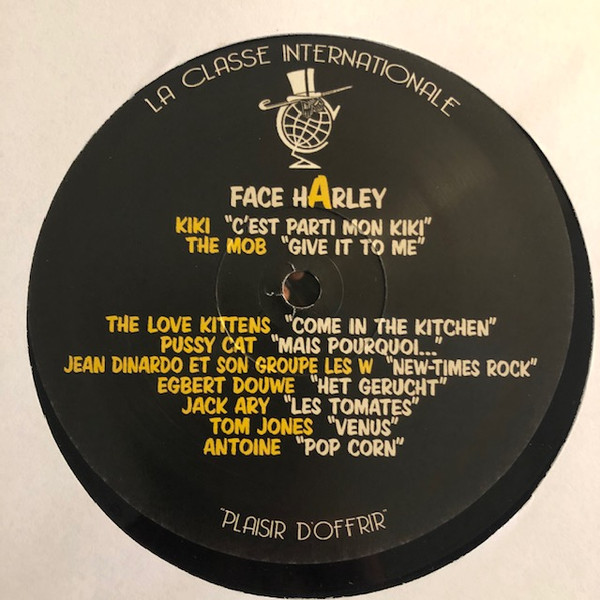 LA CLASSE INTERNATIONALE
FACE HARLEY
KIKI "C'EST PARTI MON KIKI"
THE MOB "GIVE IT TO ME"
THE LOVE KITTENS "COME IN THE KITCHEN"
PUSSY CAT "MAIS POURQUOI..."
JEAN DINARDO ET SON GROUPE LES W "NEW-TIMES ROCK"
EGBERT DOUWE "HET GERUCHT"
JACK ARY "LES TOMATES"
TOM JONES "VENUS"
ANTOINE "POP CORN"
"PLAISIR D'OFFRIR"